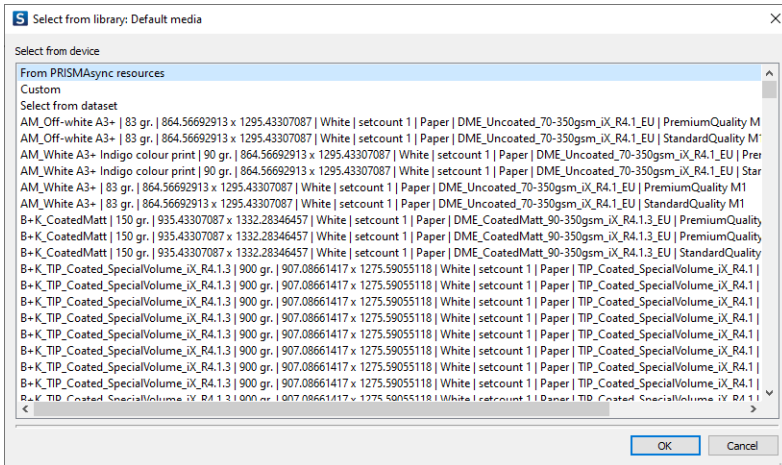 S Select from library: Default media
Select from device
From PRISMAsync resources
Custom
Select from dataset
AM_Off-white A3+ | 83 gr. | 864.56692913 x 1295.43307087 | White | setcount 1 | Paper | DME_Uncoated_70-350gsm_iX_R4.1_EU | PremiumQuality M
AM_Off-white A3+ | 83 gr. | 864.56692913 x 1295.43307087 | White | setcount 1 | Paper | DME_Uncoated_70-350gsm_iX_R4.1_EU | StandardQuality M
AM_White A3+ Indigo colour print | 90 gr. | 864.56692913 x 1295.43307087 | White | setcount 1 | Paper | DME_Uncoated_70-350gsm_iX_R4.1_EU | Prer
AM_White A3+ Indigo colour print | 90 gr. | 864.56692913 x 1295.43307087 | White | setcount 1 | Paper | DME_Uncoated_70-350gsm_iX_R4.1_EU | Star
AM_White A3+ | 83 gr. | 864.56692913 x 1295.43307087 | White | setcount 1 | Paper | DME_Uncoated_70-350gsm_iX_R4.1_EU | PremiumQuality M1
AM_White A3+ | 83 gr. | 864.56692913 x 1295.43307087 | White | setcount 1 | Paper | DME_Uncoated_70-350gsm_iX_R4.1_EU | StandardQuality M1
B+K_CoatedMatt | 150 gr. | 935.43307087 x 1332.28346457 | White | setcount 1 | Paper | DME_CoatedMatt_90-350gsm_iX_R4.1.3_EU | PremiumQuality
B+K_CoatedMatt | 150 gr. | 935.43307087 x 1332.28346457 | White | setcount 1 | Paper | DME_CoatedMatt_90-350gsm_iX_R4.1.3_EU | PremiumQuality
B+K_CoatedMatt | 150 gr. | 935.43307087 x 1332.28346457 | White | setcount 1 | Paper | DME_CoatedMatt_90-350gsm_iX_R4.1.3_EU | StandardQuality
B+K_TIP_Coated_SpecialVolume_iX_R4.1.3 | 900 gr. | 907.08661417 x 1275.59055118 | White | setcount 1 | Paper | TIP_Coated_SpecialVolume_iX_R4.1 |
B+K_TIP_Coated_SpecialVolume_iX_R4.1.3 | 900 gr. | 907.08661417 x 1275.59055118 | White | setcount 1 | Paper | TIP_Coated_SpecialVolume_iX_R4.1 |
B+K_TIP_Coated_SpecialVolume_iX_R4.1.3 | 900 gr. | 907.08661417 x 1275.59055118 | White | setcount 1 | Paper | TIP_Coated_SpecialVolume_iX_R4.1 |
B+K_TIP_Coated_SpecialVolume_iX_R4.1.3 | 900 gr. | 907.08661417 x 1275.59055118 | White | setcount 1 | Paper | TIP_Coated_SpecialVolume_iX_R4.1 |
B+K_TIP_Coated_SpecialVolume_iX_R4.1.3 | 900 gr. | 907.08661417 x 1275.59055118 | White | setcount 1 | Paper | TIP_Coated_SpecialVolume_iX_R4.1 |
B+K_TIP_Coated_SpecialVolume_iX_R4.1.3 | 900 gr. | 907.08661417 x 1275.59055118 | White | setcount 1 | Paper | TIP_Coated_SpecialVolume_iX_R4.1 |
B+K_TIP_Coated_SpecialVolume_iX_R4.1.3 | 900 gr. | 907.08661417 x 1275.59055118 | White | setcount 1 | Paper | TIP_Coated_SpecialVolume_iX_R4.1 |
B+K_TIP_Coated_SpecialVolume_iX_R4.1.3 | 900 gr. | 907.08661417 x 1275.59055118 | White | setcount 1 | Paper | TIP_Coated_SpecialVolume_iX_R4.1 |
OK Cancel